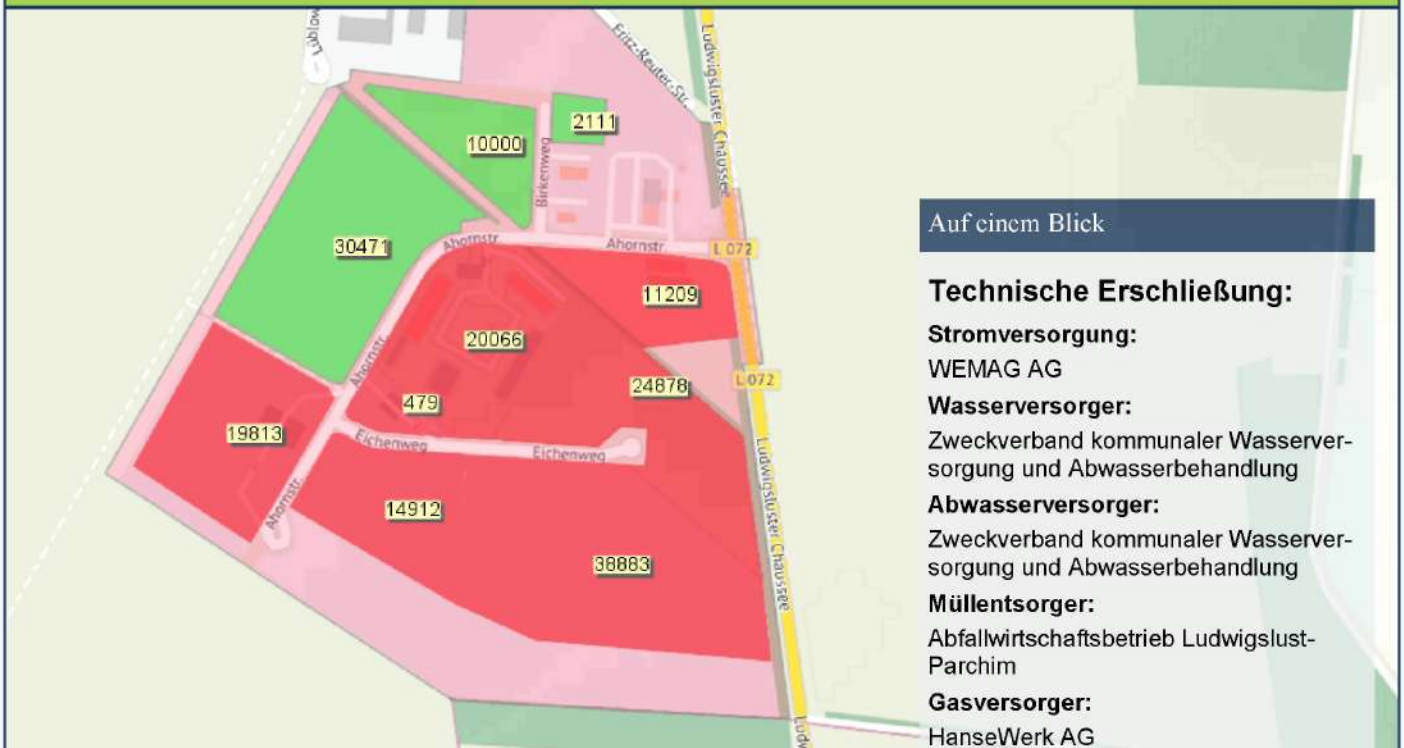 Lüblow
Fritz-Reuter-Str.
Ludwigsluster Chaussee
2111
10000
Birkenweg
30471
Ahornstr.
Ahornstr.
L 072
11209
20066
Ahornstr.
24878
L 072
479
19813
Eichenweg
Eichenweg
Ludwigsluster Chaussee
Ahornstr.
14912
38883
Ludw
Auf einem Blick
Technische Erschließung:
Stromversorgung:
WEMAG AG
Wasserversorger:
Zweckverband kommunaler Wasserver-
sorgung und Abwasserbehandlung
Abwasserversorger:
Zweckverband kommunaler Wasserver-
sorgung und Abwasserbehandlung
Müllentsorger:
Abfallwirtschaftsbetrieb Ludwigslust-
Parchim
Gasversorger:
HanseWerk AG